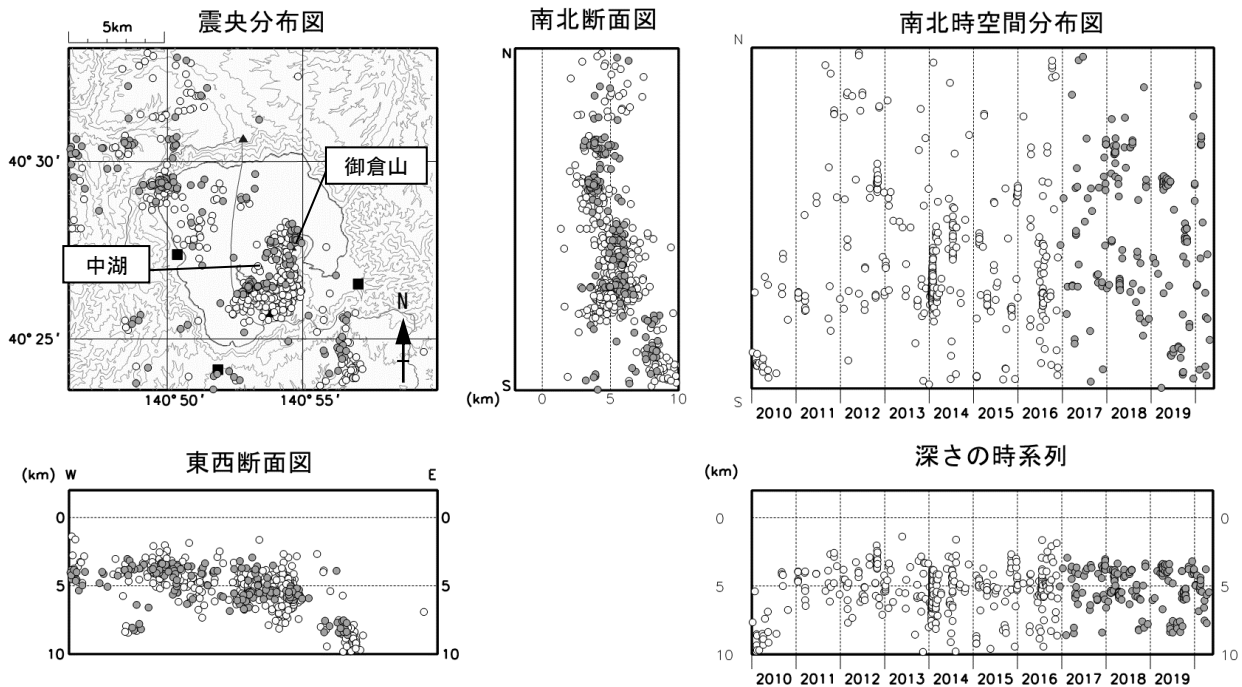 震央分布図
5km
40° 30′
40° 25′
140° 50′
140° 55′
御倉山
中湖
N
南北断面図
N
S
(km)
0
5
10
南北時空間分布図
N
S
2010
2011
2012
2013
2014
2015
2016
2017
2018
2019
東西断面図
(km)
W
E
0
0
5
5
10
10
深さの時系列
(km)
0
0
5
5
10
10
2010
2011
2012
2013
2014
2015
2016
2017
2018
2019